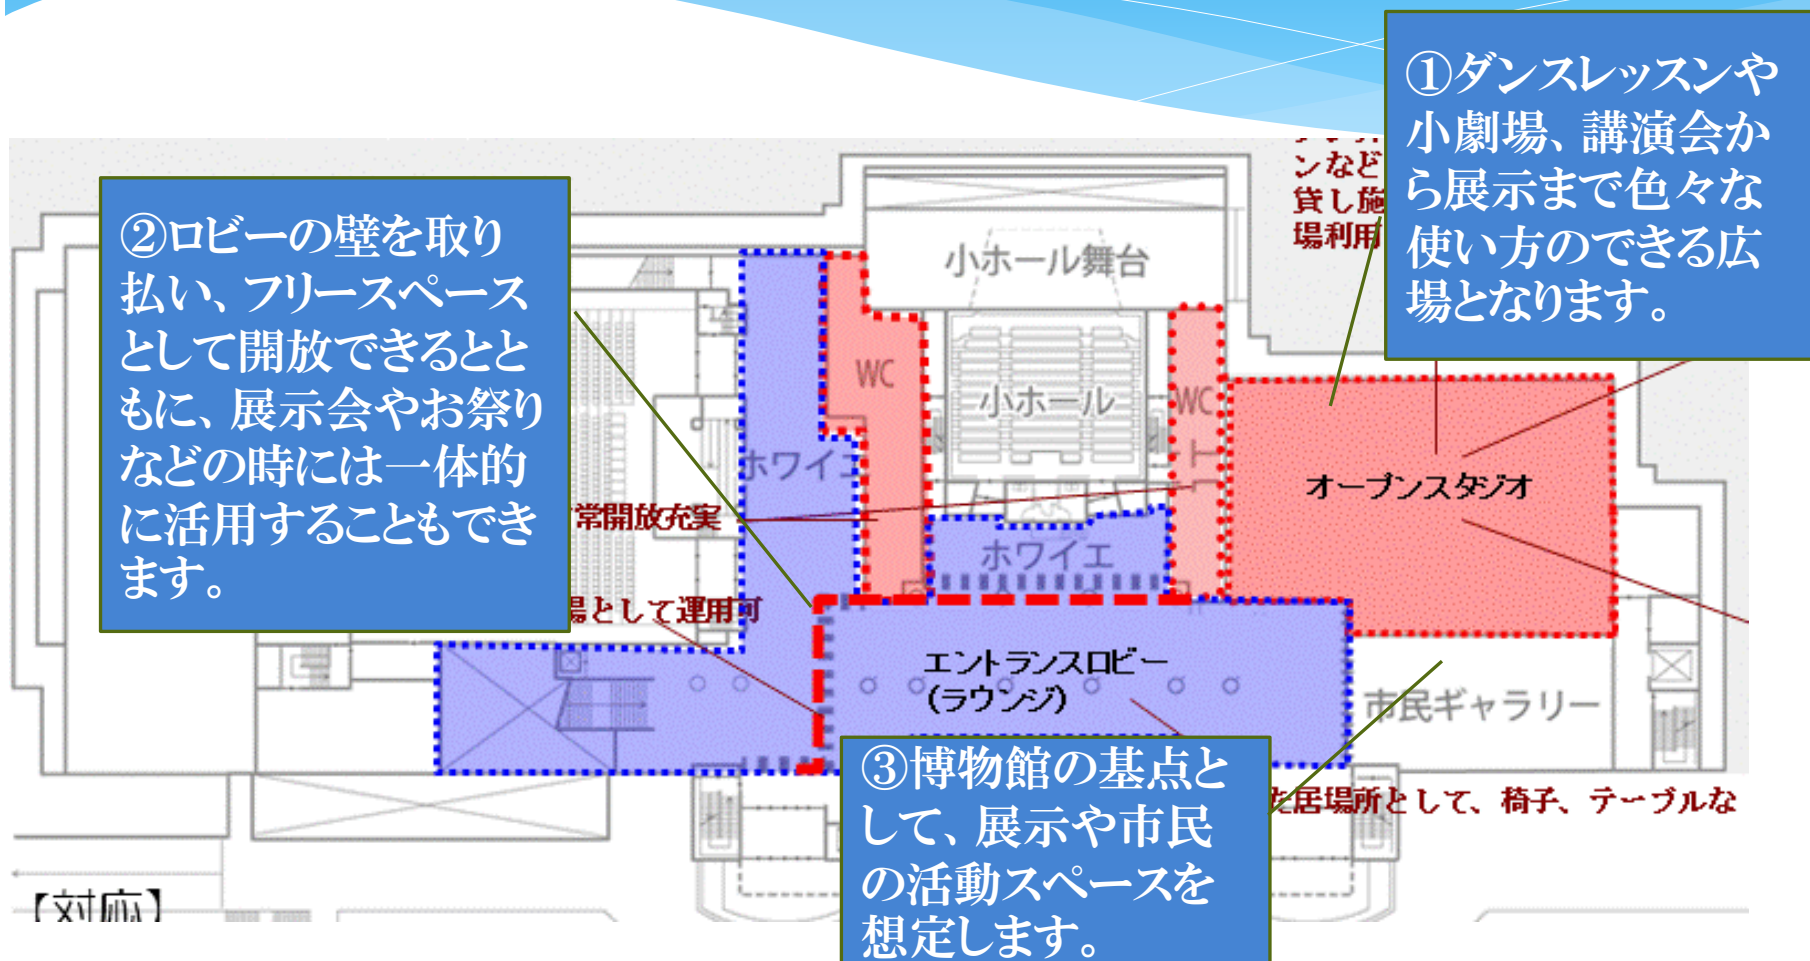 ①ダンスレッスンや
小劇場、講演会か
ら展示まで色々な
使い方のできる広
場となります。
ンなど
貸し施
場利用
②ロビーの壁を取り
払い、フリースペース
として開放できるとと
もに、展示会やお祭り
などの時には一体的
に活用することもでき
ます。
小ホール舞台
WC
小ホール
WC
ホワイエ
オープンスタジオ
常開放充実
ホワイエ
場として運用可
エントランスロビー
(ラウンジ)
市民ギャラリー
③博物館の基点と
して、展示や市民
の活動スペースを
想定します。
た居場所として、椅子、テーブルな
【対応】